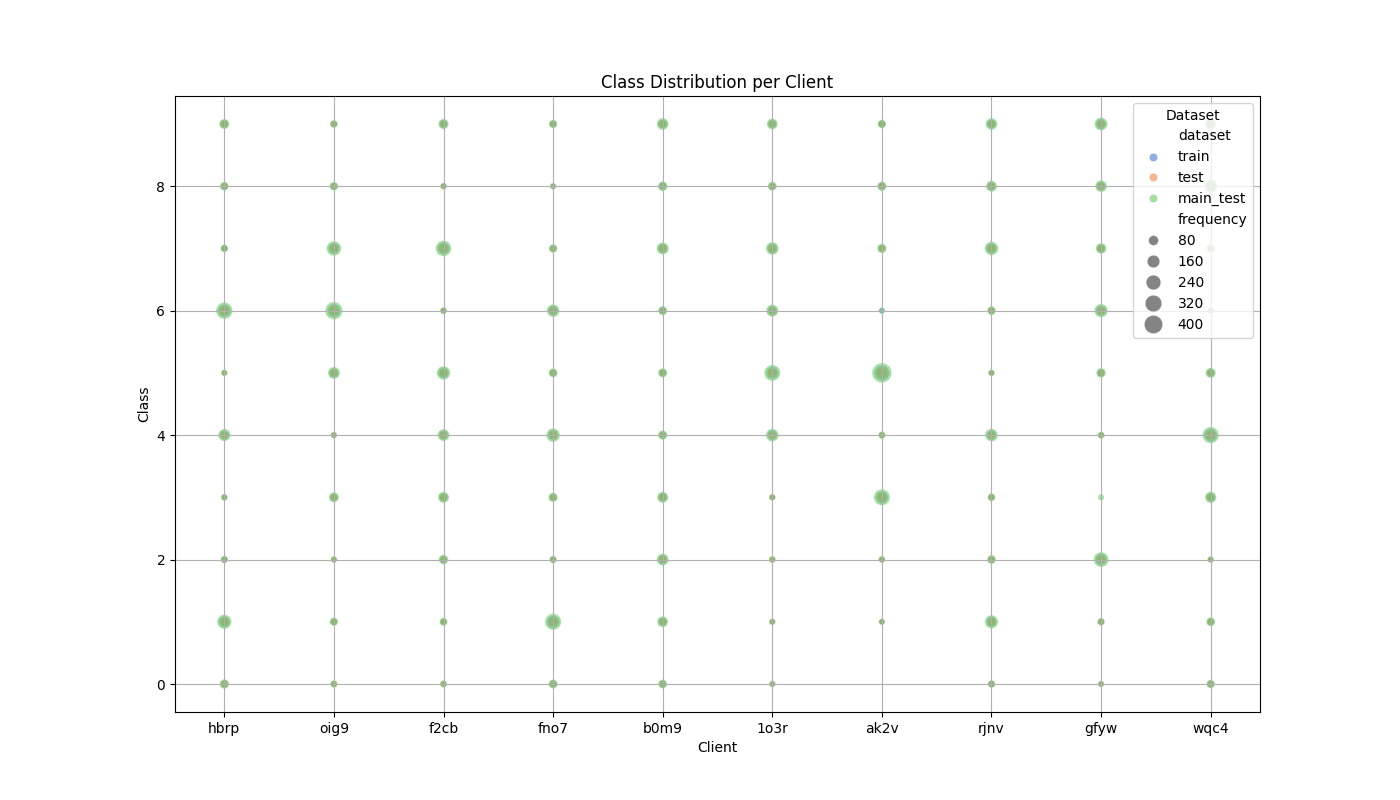 Class Distribution per Client
Dataset
dataset
train
test
main_test
frequency
80
160
240
320
400
8
6
4
2
0
Class
hbrp oig9 f2cb fno7 b0m9 1o3r ak2v rjnv gfyw wqc4
Client